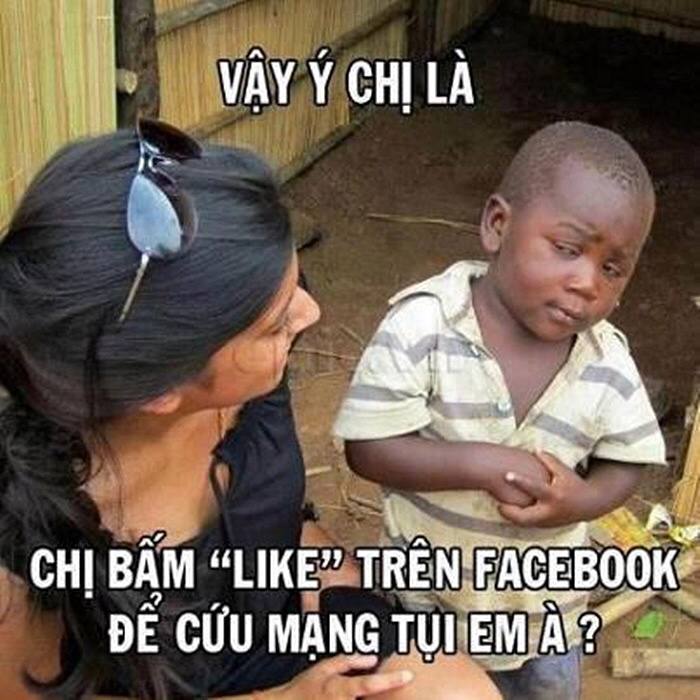 VẬY Ý CHỊ LÀ
CHỊ BẤM “LIKE” TRÊN FACEBOOK
ĐỂ CỨU MẠNG TỤI EM À ?